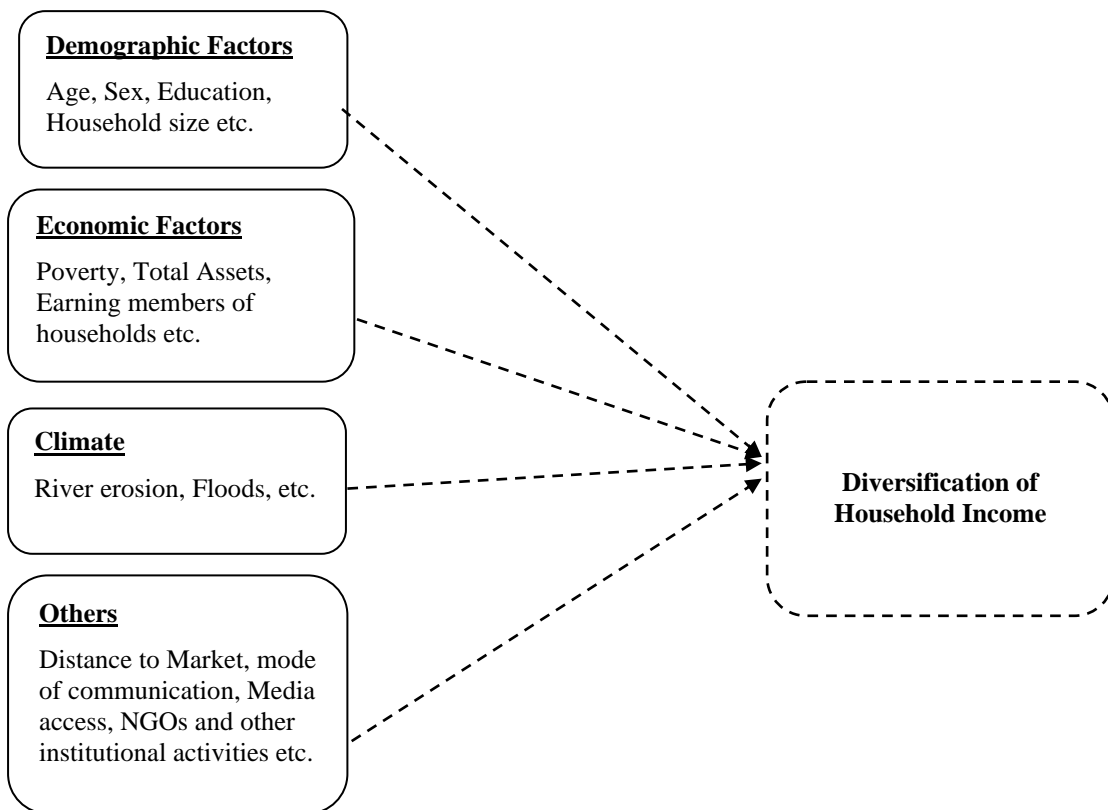 Demographic Factors
Age, Sex, Education,
Household size etc.
Economic Factors
Poverty, Total Assets,
Earning members of
households etc.
Climate
River erosion, Floods, etc.
Others
Distance to Market, mode
of communication, Media
access, NGOs and other
institutional activities etc.
Diversification of
Household Income